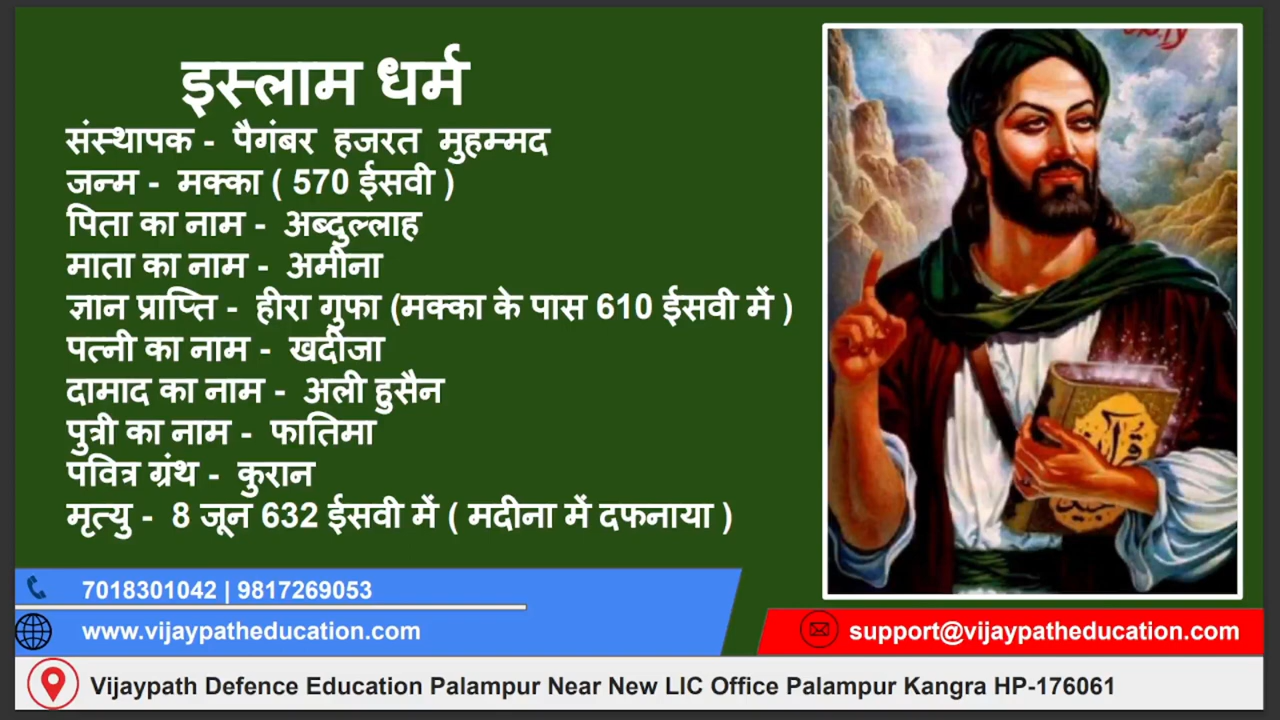 इस्लाम धर्म
संस्थापक - पैगंबर हजरत मुहम्मद
जन्म - मक्का ( 570 ईसवी )
पिता का नाम - अब्दुल्लाह
माता का नाम - अमीना
ज्ञान प्राप्ति - हीरा गुफा (मक्का के पास 610 ईसवी में )
पत्नी का नाम - खदीजा
दामाद का नाम - अली हुसैन
पुत्री का नाम - फातिमा
पवित्र ग्रंथ - कुरान
मृत्यु - 8 जून 632 ईसवी में ( मदीना में दफनाया )
7018301042 | 9817269053
www.vijaypatheducation.com
support@vijaypatheducation.com
Vijaypath Defence Education Palampur Near New LIC Office Palampur Kangra HP-176061